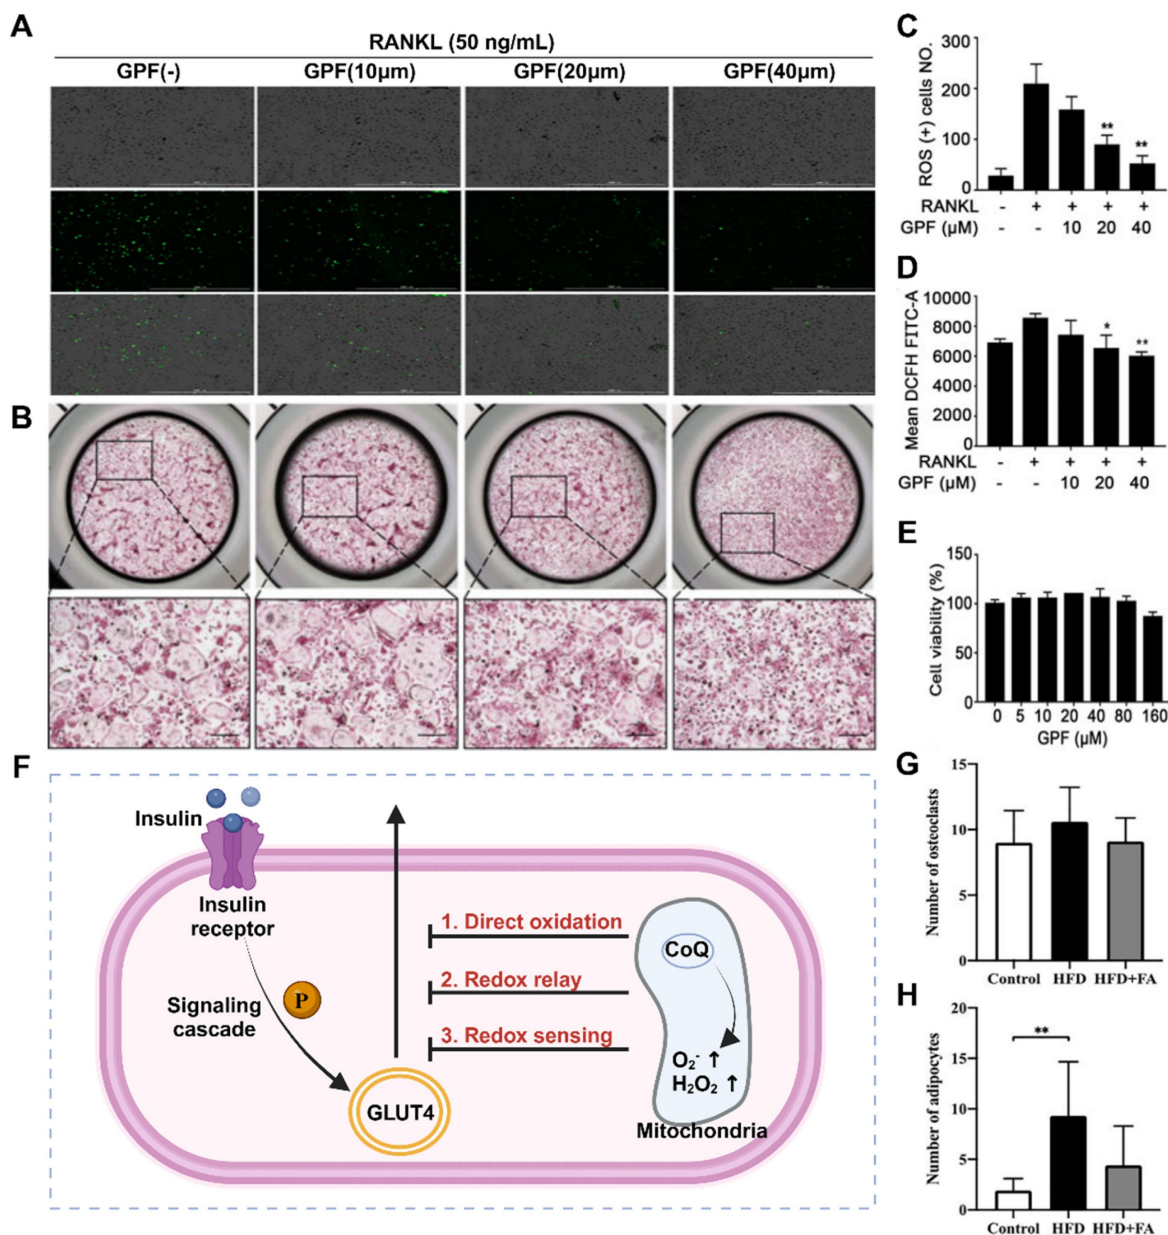 A
RANKL (50 ng/mL)
GPF(-) GPF(10μm) GPF(20μm) GPF(40μm)
B
C
ROS (+) cells NO.
300
200
100
0
RANKL - + + + +
GPF (μM) - - 10 20 40
** **
D
Mean DCFH FITC-A
10000
8000
6000
4000
2000
0
RANKL - + + + +
GPF (μM) - - 10 20 40
* **
E
Cell viability (%)
150
100
50
0
0 5 10 20 40 80 160
GPF (μM)
F
Insulin
Insulin
receptor
Signaling
cascade
P
GLUT4
1. Direct oxidation
2. Redox relay
3. Redox sensing
CoQ
O₂⁻ ↑
H₂O₂ ↑
Mitochondria
G
Number of osteoclasts
15
10
5
0
Control HFD HFD+FA
H
Number of adipocytes
20
15
10
5
0
**
Control HFD HFD+FA